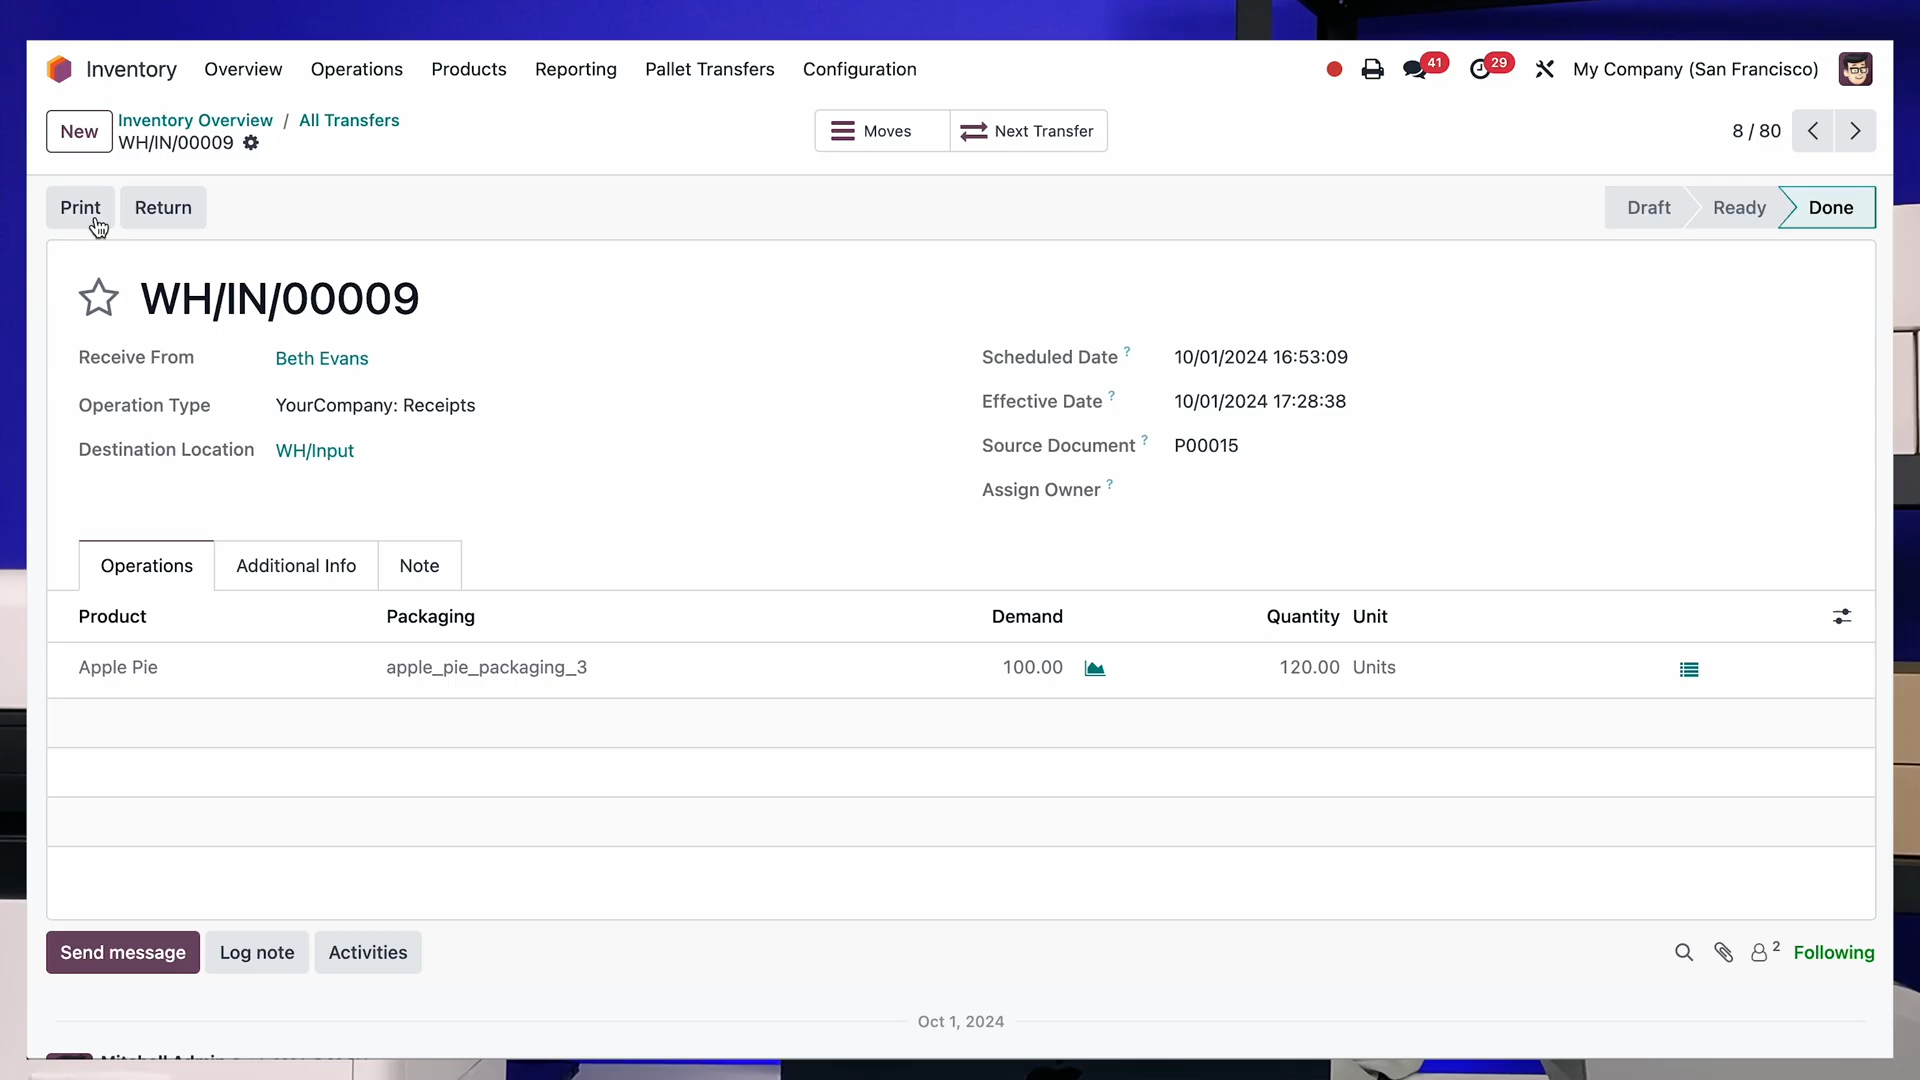 Inventory Overview Operations Products Reporting Pallet Transfers Configuration 41 29 My Company (San Francisco)
New Inventory Overview / All Transfers
WH/IN/00009
Moves Next Transfer 8 / 80
Print Return Draft Ready Done
WH/IN/00009
Receive From Beth Evans Scheduled Date ? 10/01/2024 16:53:09
Operation Type YourCompany: Receipts Effective Date ? 10/01/2024 17:28:38
Destination Location WH/Input Source Document ? P00015
Assign Owner ?
Operations Additional Info Note
Product Packaging Demand Quantity Unit
Apple Pie apple_pie_packaging_3 100.00 120.00 Units
Send message Log note Activities 2 Following
Oct 1, 2024
Mitchell Admin